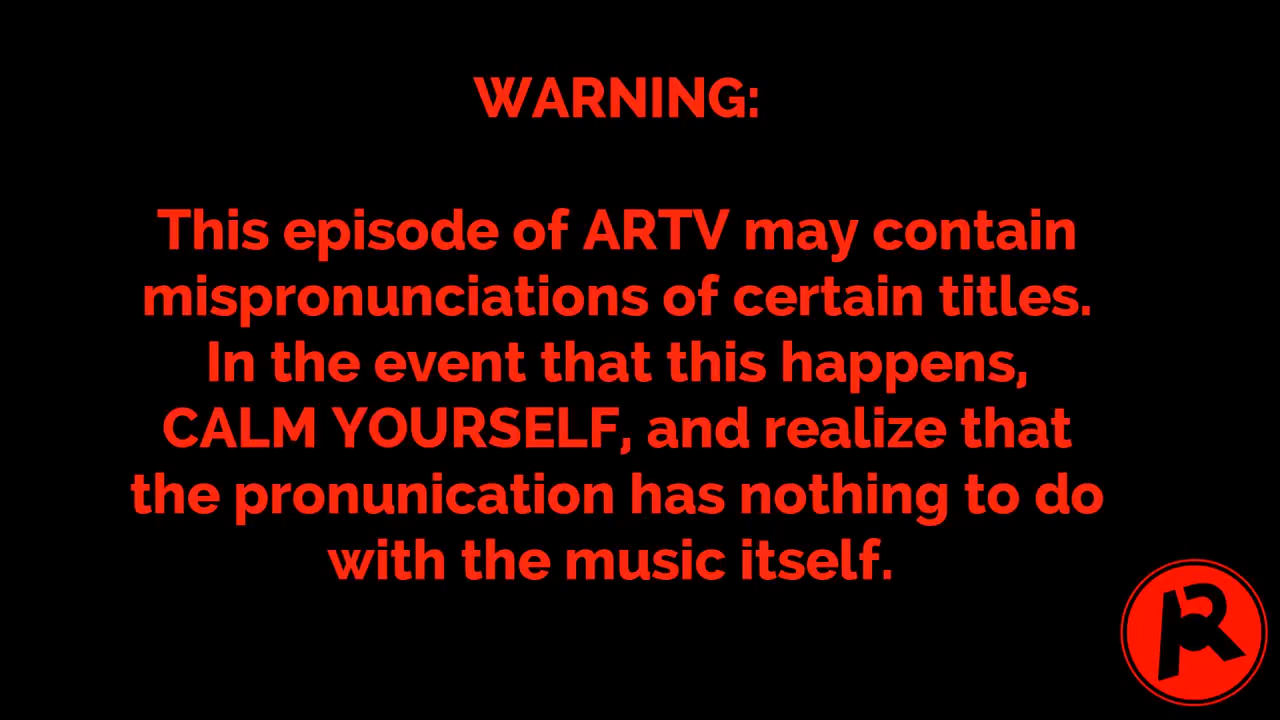 WARNING:
This episode of ARTV may contain
mispronunciations of certain titles.
In the event that this happens,
CALM YOURSELF, and realize that
the pronunication has nothing to do
with the music itself.